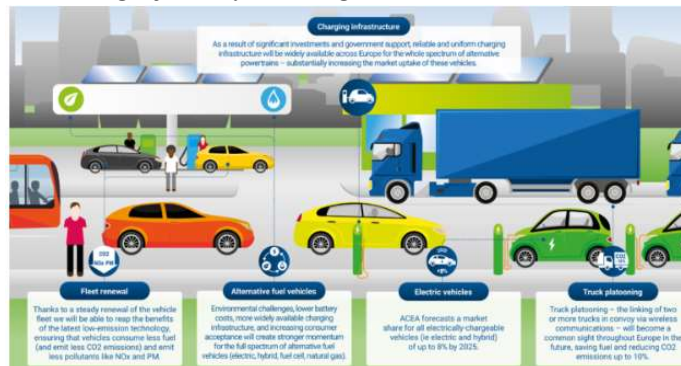 Charging infrastructure
As a result of significant investments and government support, reliable and uniform charging
infrastructure will be widely available across Europe for the whole spectrum of alternative
powertrains – substantially increasing the market uptake of these vehicles.
CO2
NOx PM
+8%
CO2
Fleet renewal
Thanks to a steady renewal of the vehicle
fleet we will be able to reap the benefits
of the latest low-emission technology,
ensuring that vehicles consume less fuel
(and emit less CO2 emissions) and emit
less pollutants like NOx and PM.
Alternative fuel vehicles
Environmental challenges, lower battery
costs, more widely available charging
infrastructure, and increasing consumer
acceptance will create stronger momentum
for the full spectrum of alternative fuel
vehicles (electric, hybrid, fuel cell, natural gas).
Electric vehicles
ACEA forecasts a market
share for all electrically-chargeable
vehicles (ie electric and hybrid)
of up to 8% by 2025.
Truck platooning
Truck platooning – the linking of two
or more trucks in convoy via wireless
communications – will become a
common sight throughout Europe in the
future, saving fuel and reducing CO2
emissions up to 10%.